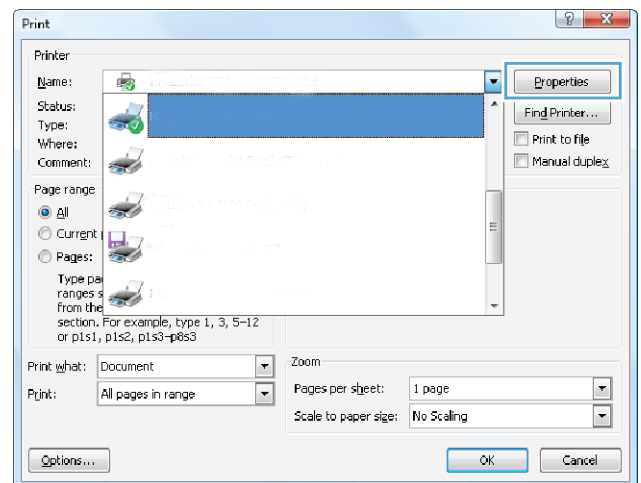 Print
Printer
Name:
Properties
Status:
Find Printer...
Type:
Print to file
Where:
Comment:
Manual duplex
Page range
All
Current
Pages:
Type
ranges
from the
section. For example, type 1, 3, 5–12
or p1s1, p1s2, p1s3–p8s3
Print what: Document
Print: All pages in range
Zoom
Pages per sheet: 1 page
Scale to paper size: No Scaling
Options...
OK
Cancel